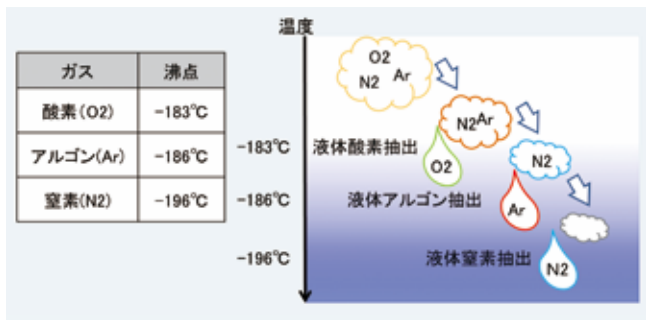 温度
ガス 沸点
酸素(O2) -183℃
アルゴン(Ar) -186℃
窒素(N2) -196℃
O2
N2 Ar
N2 Ar
-183℃ 液体酸素抽出
O2
N2
-186℃ 液体アルゴン抽出
Ar
-196℃ 液体窒素抽出
N2